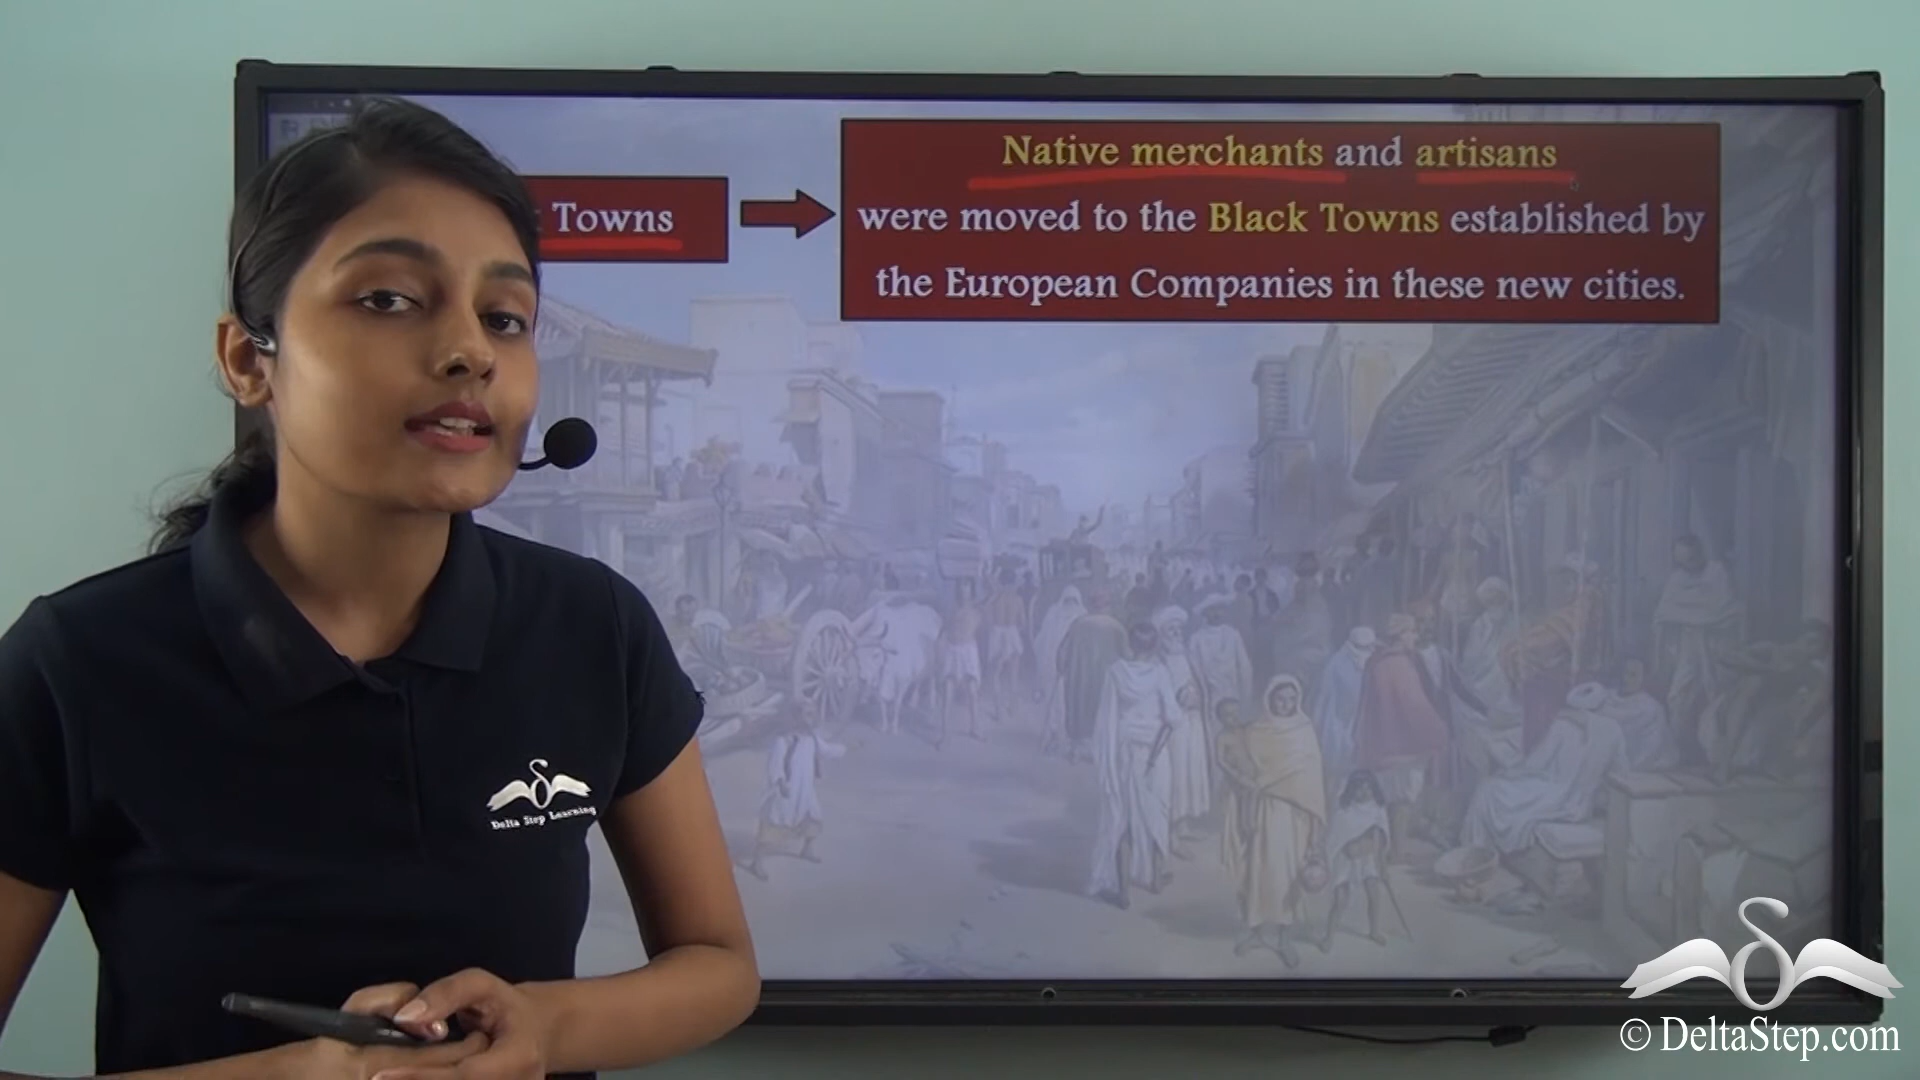 Towns
Native merchants and artisans
were moved to the Black Towns established by
the European Companies in these new cities.
Delta Step Learning
© DeltaStep.com